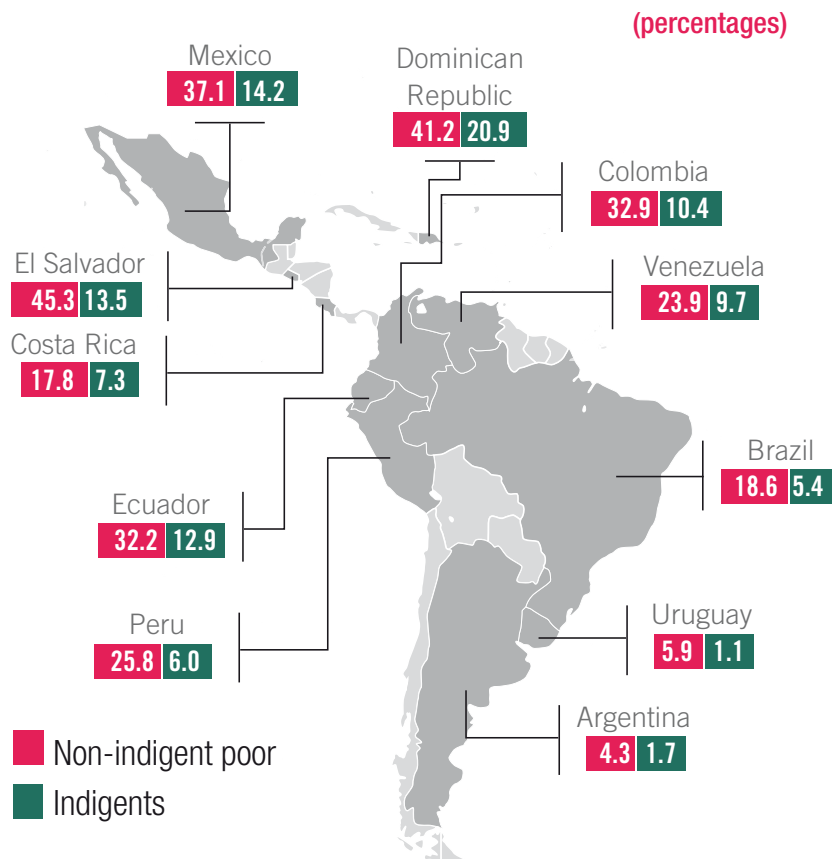 (percentages)
Mexico
37.1 14.2
Dominican
Republic
41.2 20.9
Colombia
32.9 10.4
El Salvador
45.3 13.5
Venezuela
23.9 9.7
Costa Rica
17.8 7.3
Brazil
18.6 5.4
Ecuador
32.2 12.9
Peru
25.8 6.0
Uruguay
5.9 1.1
Argentina
4.3 1.7
Non-indigent poor
Indigents